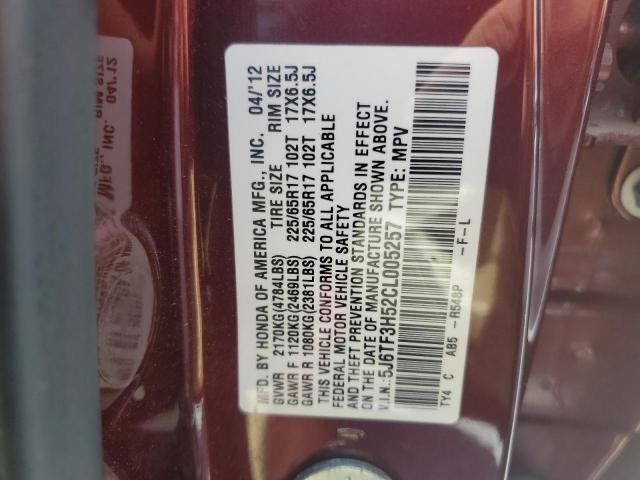 MFD. BY HONDA OF AMERICA MFG., INC. 04/'12
GVWR 2170KG(4784LBS) TIRE SIZE RIM SIZE
GAWR F 1120KG(2469LBS) 225/65R17 102T 17X6.5J
GAWR R 1080KG(2381LBS) 225/65R17 102T 17X6.5J
THIS VEHICLE CONFORMS TO ALL APPLICABLE
FEDERAL MOTOR VEHICLE SAFETY
AND THEFT PREVENTION STANDARDS IN EFFECT
ON THE DATE OF MANUFACTURE SHOWN ABOVE.
V.I.N.: 5J6TF3H52CL005257 TYPE: MPV
TY4 C AB5 -R548P -F-L